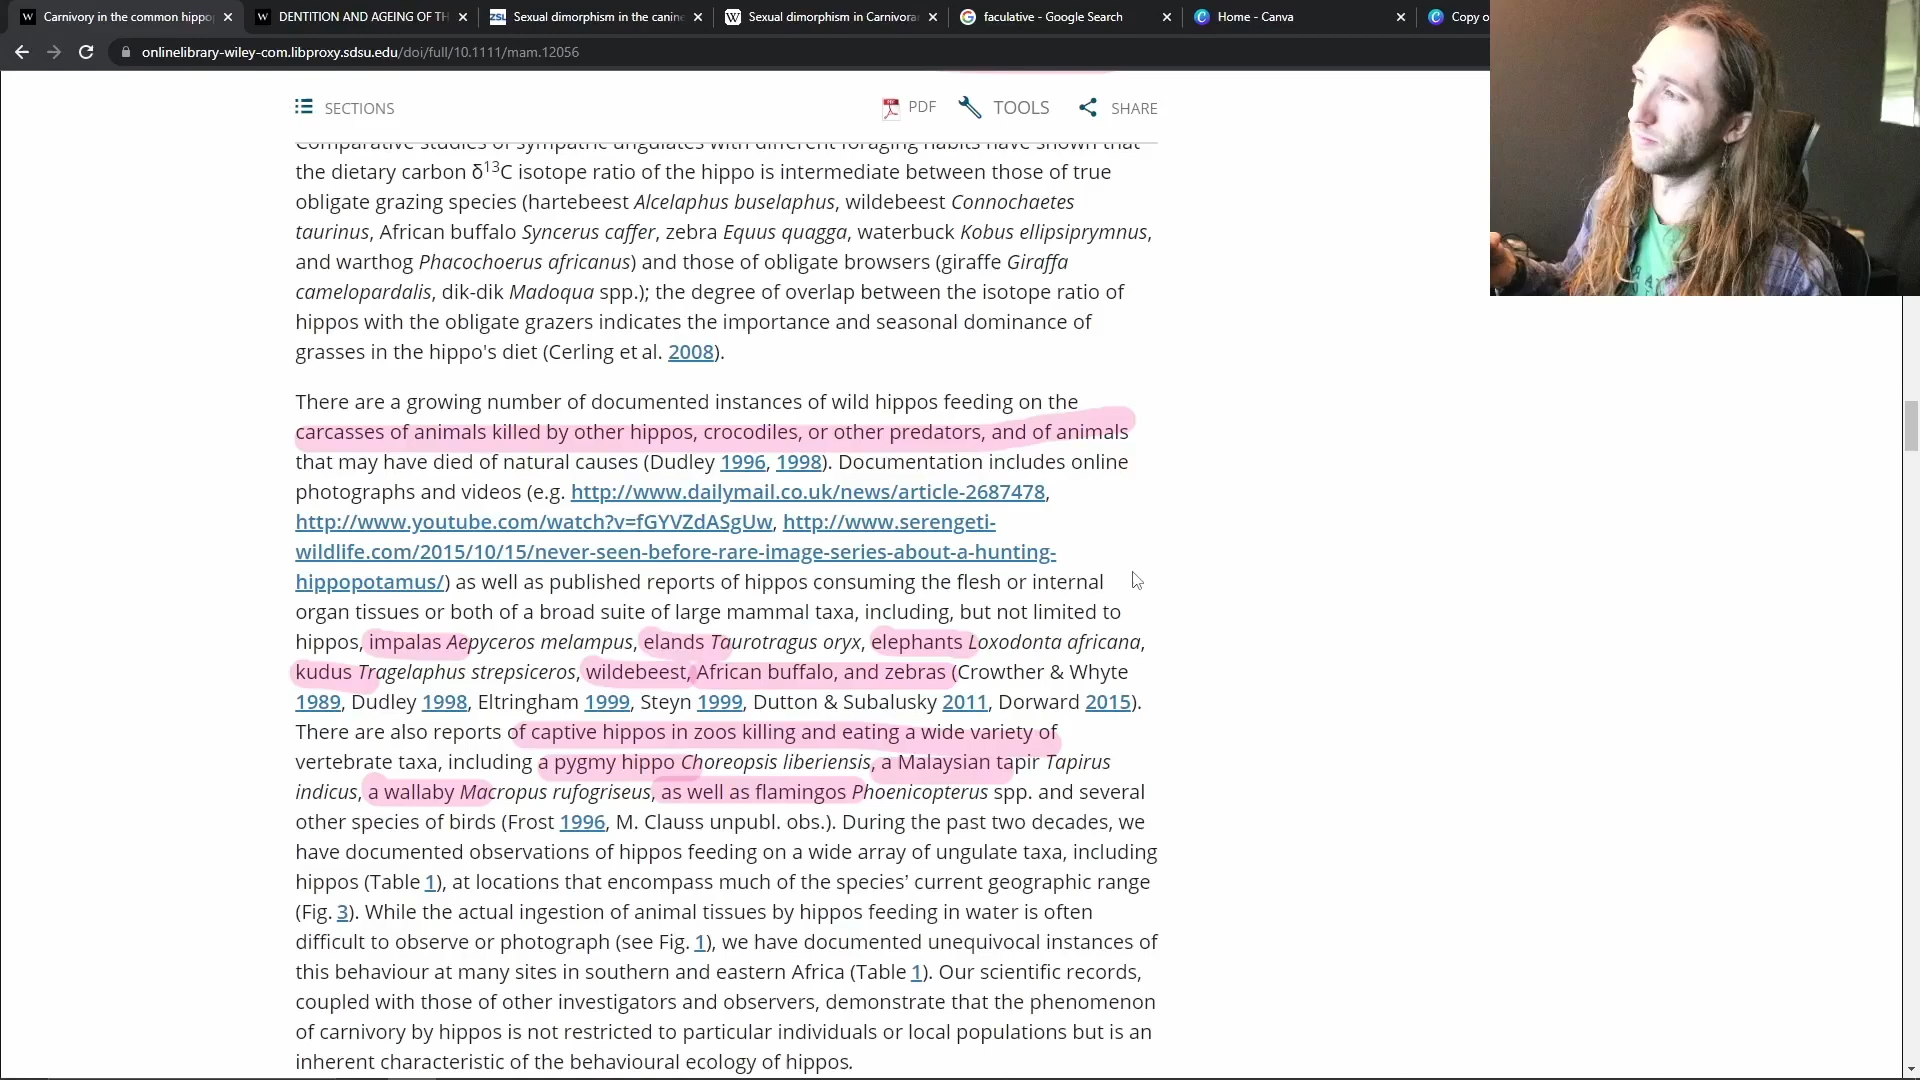 Carnivory in the common hippo
DENTITION AND AGEING OF TH
ZSL Sexual dimorphism in the canine
Sexual dimorphism in Carnivora
faculative - Google Search
Home - Canva
Copy o
onlinelibrary-wiley-com.libproxy.sdsu.edu/doi/full/10.1111/mam.12056
SECTIONS
PDF
TOOLS
SHARE
Comparative studies of sympatric ungulates with different foraging habits have shown that
the dietary carbon δ¹³C isotope ratio of the hippo is intermediate between those of true
obligate grazing species (hartebeest Alcelaphus buselaphus, wildebeest Connochaetes
taurinus, African buffalo Syncerus caffer, zebra Equus quagga, waterbuck Kobus ellipsiprymnus,
and warthog Phacochoerus africanus) and those of obligate browsers (giraffe Giraffa
camelopardalis, dik-dik Madoqua spp.); the degree of overlap between the isotope ratio of
hippos with the obligate grazers indicates the importance and seasonal dominance of
grasses in the hippo's diet (Cerling et al. 2008).
There are a growing number of documented instances of wild hippos feeding on the
carcasses of animals killed by other hippos, crocodiles, or other predators, and of animals
that may have died of natural causes (Dudley 1996, 1998). Documentation includes online
photographs and videos (e.g. http://www.dailymail.co.uk/news/article-2687478,
http://www.youtube.com/watch?v=fGYVZdASgUw, http://www.serengeti-
wildlife.com/2015/10/15/never-seen-before-rare-image-series-about-a-hunting-
hippopotamus/) as well as published reports of hippos consuming the flesh or internal
organ tissues or both of a broad suite of large mammal taxa, including, but not limited to
hippos, impalas Aepyceros melampus, elands Taurotragus oryx, elephants Loxodonta africana,
kudus Tragelaphus strepsiceros, wildebeest, African buffalo, and zebras (Crowther & Whyte
1989, Dudley 1998, Eltringham 1999, Steyn 1999, Dutton & Subalusky 2011, Dorward 2015).
There are also reports of captive hippos in zoos killing and eating a wide variety of
vertebrate taxa, including a pygmy hippo Choreopsis liberiensis, a Malaysian tapir Tapirus
indicus, a wallaby Macropus rufogriseus, as well as flamingos Phoenicopterus spp. and several
other species of birds (Frost 1996, M. Clauss unpubl. obs.). During the past two decades, we
have documented observations of hippos feeding on a wide array of ungulate taxa, including
hippos (Table 1), at locations that encompass much of the species’ current geographic range
(Fig. 3). While the actual ingestion of animal tissues by hippos feeding in water is often
difficult to observe or photograph (see Fig. 1), we have documented unequivocal instances of
this behaviour at many sites in southern and eastern Africa (Table 1). Our scientific records,
coupled with those of other investigators and observers, demonstrate that the phenomenon
of carnivory by hippos is not restricted to particular individuals or local populations but is an
inherent characteristic of the behavioural ecology of hippos.